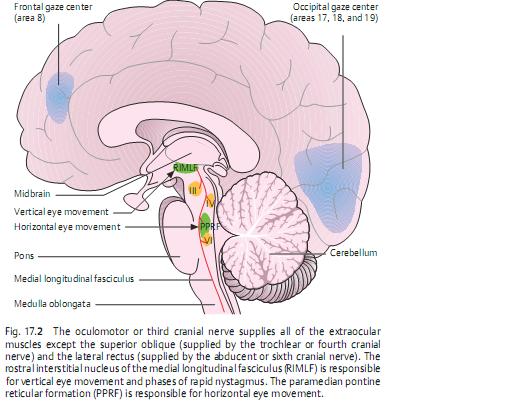 Frontal gaze center
(area 8)
Occipital gaze center
(areas 17, 18, and 19)
RIMLF
III
IV
PPRF
VI
Midbrain
Vertical eye movement
Horizontal eye movement
Pons
Medial longitudinal fasciculus
Medulla oblongata
Cerebellum
Fig. 17.2 The oculomotor or third cranial nerve supplies all of the extraocular
muscles except the superior oblique (supplied by the trochlear or fourth cranial
nerve) and the lateral rectus (supplied by the abducent or sixth cranial nerve). The
rostral interstitial nucleus of the medial longitudinal fasciculus (RIMLF) is responsible
for vertical eye movement and phases of rapid nystagmus. The paramedian pontine
reticular formation (PPRF) is responsible for horizontal eye movement.